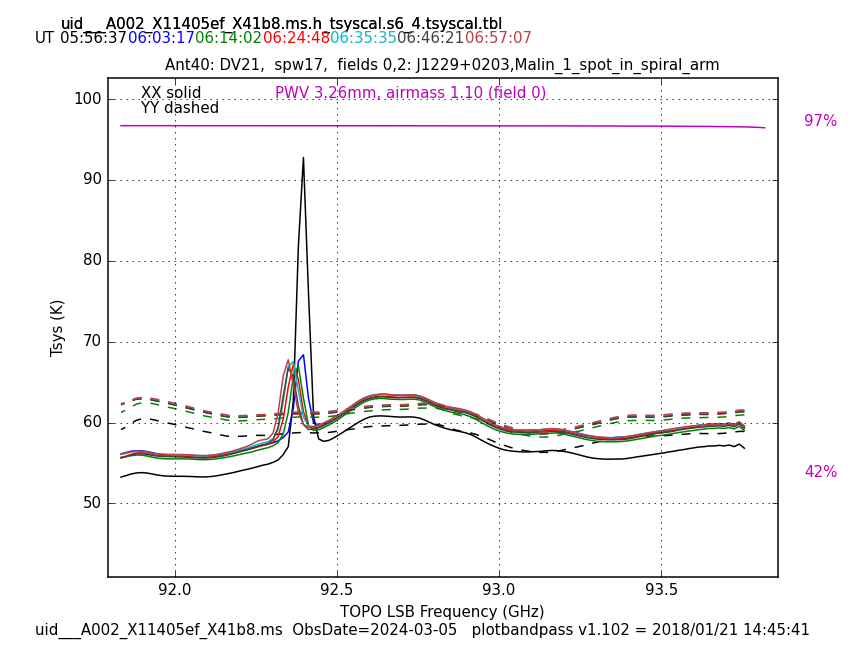 uid___A002_X11405ef_X41b8.ms.h_tsyscal.s6_4.tsyscal.tbl
UT 05:56:37 06:03:17 06:14:02 06:24:48 06:35:35 06:46:21 06:57:07
Ant40: DV21, spw17, fields 0,2: J1229+0203,Malin_1_spot_in_spiral_arm
XX solid
PWV 3.26mm, airmass 1.10 (field 0)
YY dashed
100
97%
90
80
70
Tsys (K)
60
42%
50
92.0 92.5 93.0 93.5
TOPO LSB Frequency (GHz)
uid___A002_X11405ef_X41b8.ms ObsDate=2024-03-05 plotbandpass v1.102 = 2018/01/21 14:45:41